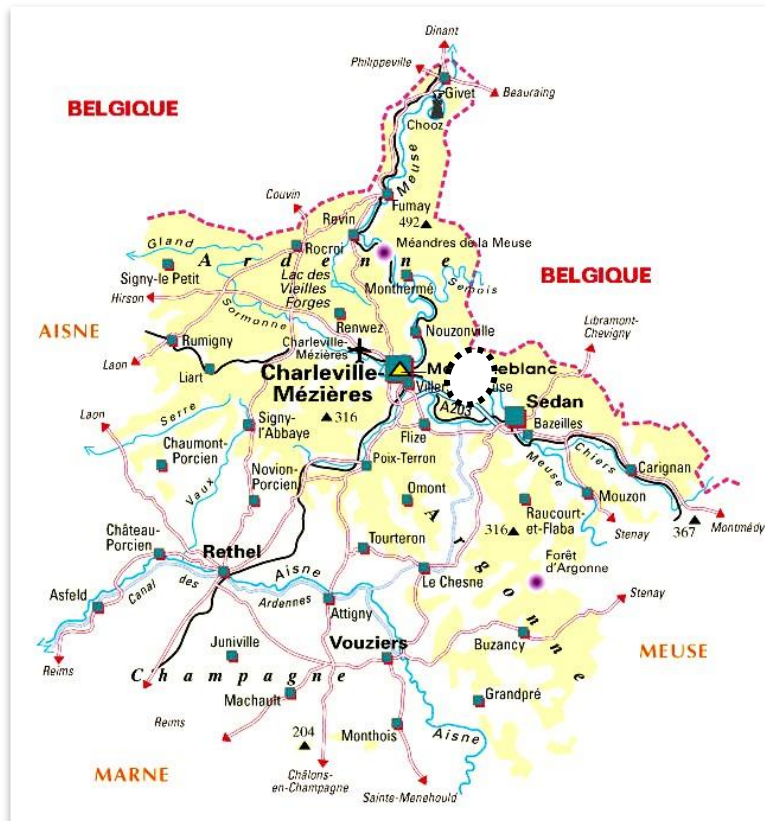 Dinant
Philippeville
Givet
Beauraing
BELGIQUE
Chooz
Meuse
Couvin
Fumay
Revin
492
Gland
Rocroi
Méandres de la Meuse
Ardenne
BELGIQUE
Signy-le Petit
Lac des
Vieilles
Forges
Monthermé
Semois
Hirson
Sormonne
Renwez
Nouzonville
Libramont-
Chevigny
AISNE
Rumigny
Charleville-
Mézières
Laon
Liart
Charleville-
Mézières
Sedan
A203
Laon
Serre
Signy-
l'Abbaye
316
Flize
Bazeilles
Chaumont-
Porcien
Meuse
Chiers
Carignan
Vaux
Novion-
Porcien
Poix-Terron
Omont
Mouzon
Raucourt-
et-Flaba
316
Stenay
367
Montmédy
Château-
Porcien
Rethel
Tourteron
Argonne
Forêt
d'Argonne
Aisne
Le Chesne
Asfeld
Canal des Ardennes
Attigny
Stenay
Reims
Juniville
Vouziers
Buzancy
MEUSE
Champagne
Machault
Grandpré
Reims
204
Monthois
Aisne
MARNE
Châlons-
en-Champagne
Sainte-Menehould